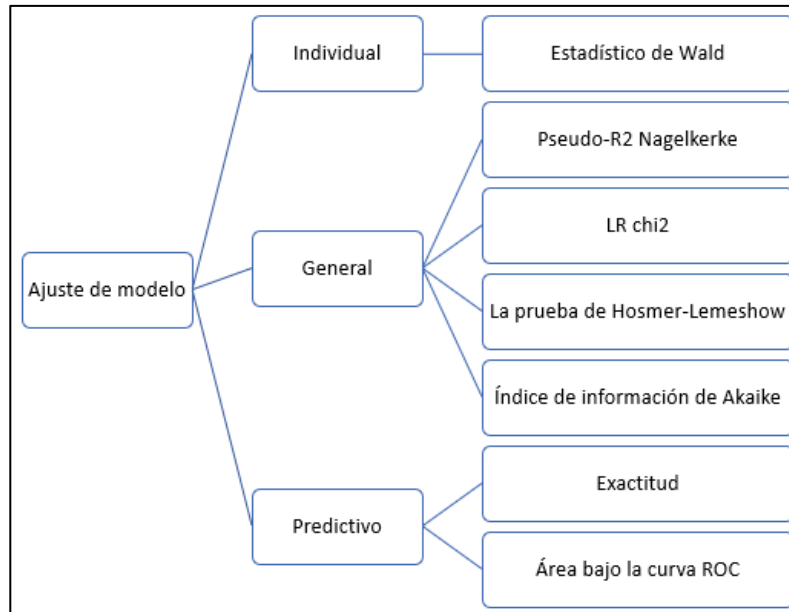 Ajuste de modelo
Individual
Estadístico de Wald
General
Pseudo-R2 Nagelkerke
LR chi2
La prueba de Hosmer-Lemeshow
Índice de información de Akaike
Predictivo
Exactitud
Área bajo la curva ROC